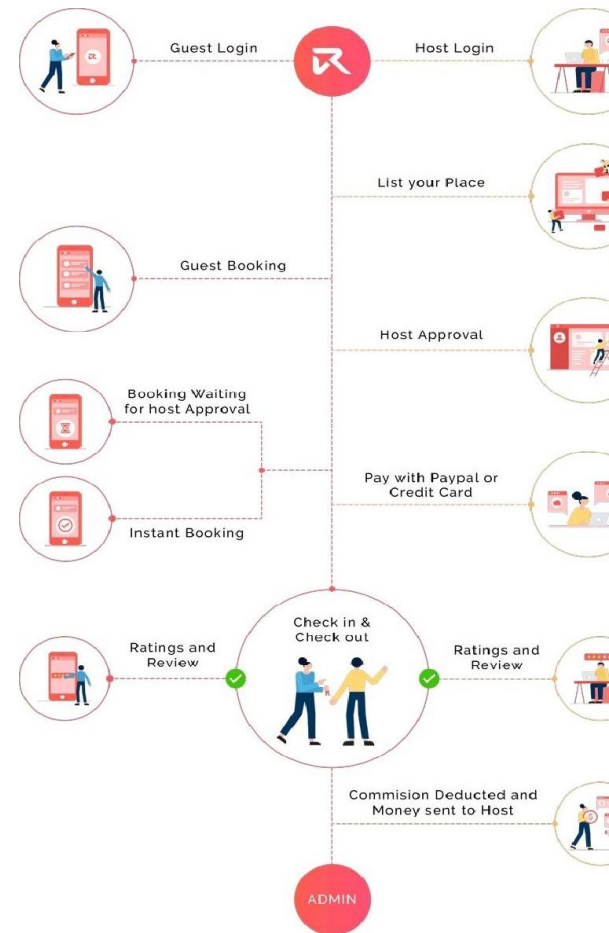 Guest Login
Host Login
List your Place
Guest Booking
Host Approval
Booking Waiting
for host Approval
Pay with Paypal or
Credit Card
Instant Booking
Check in &
Check out
Ratings and
Review
Ratings and
Review
Commision Deducted and
Money sent to Host
ADMIN